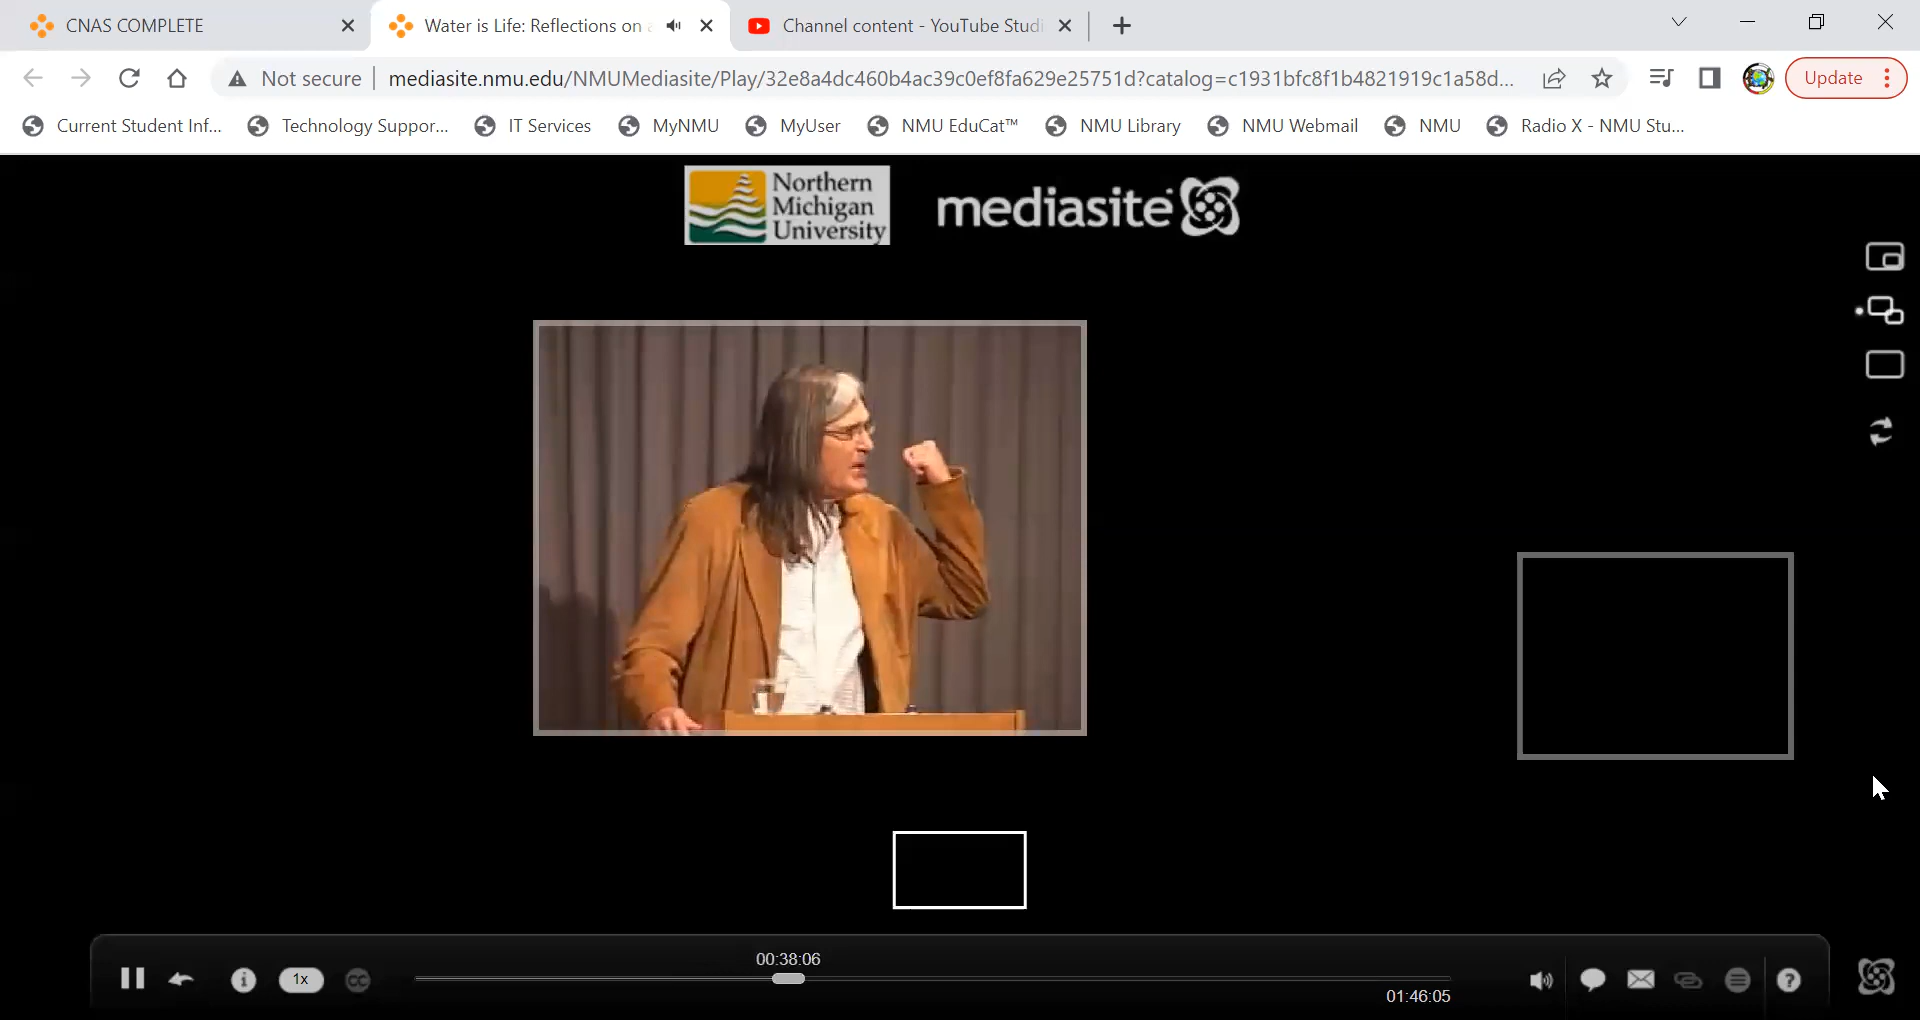 CNAS COMPLETE
Water is Life: Reflections on a
Channel content - YouTube Studi
Not secure
mediasite.nmu.edu/NMUMediasite/Play/32e8a4dc460b4ac39c0ef8fa629e25751d?catalog=c1931bfc8f1b4821919c1a58d...
Update
Current Student Inf...
Technology Suppor...
IT Services
MyNMU
MyUser
NMU EduCat™
NMU Library
NMU Webmail
NMU
Radio X - NMU Stu...
Northern
Michigan
University
mediasite
00:38:06
1x
CC
01:46:05